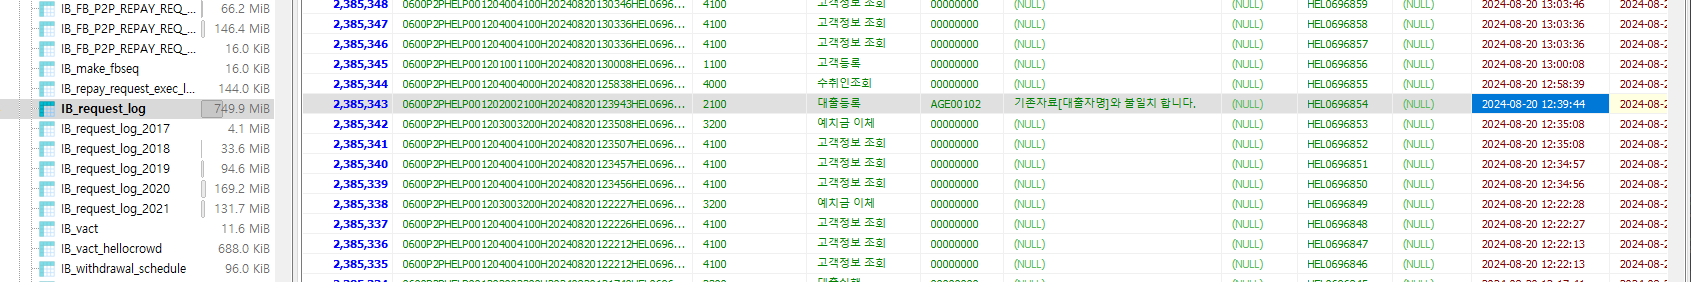 IB_FB_P2P_REPAY_REQ_... 66.2 MiB
IB_FB_P2P_REPAY_REQ_... 146.4 MiB
IB_FB_P2P_REPAY_REQ_... 16.0 KiB
IB_make_fbseq 16.0 KiB
IB_repay_request_exec_l... 144.0 KiB
IB_request_log 749.9 MiB
IB_request_log_2017 4.1 MiB
IB_request_log_2018 33.6 MiB
IB_request_log_2019 94.6 MiB
IB_request_log_2020 169.2 MiB
IB_request_log_2021 131.7 MiB
IB_vact 11.6 MiB
IB_vact_hellocrowd 688.0 KiB
IB_withdrawal_schedule 96.0 KiB
2,385,348 0600P2PHELP001204004100H20240820130346HEL0696... 4100 고객정보 조회 00000000 (NULL) (NULL) HEL0696859 (NULL) 2024-08-20 13:03:46 2024-08-2
2,385,347 0600P2PHELP001204004100H20240820130336HEL0696... 4100 고객정보 조회 00000000 (NULL) (NULL) HEL0696858 (NULL) 2024-08-20 13:03:36 2024-08-2
2,385,346 0600P2PHELP001204004100H20240820130336HEL0696... 4100 고객정보 조회 00000000 (NULL) (NULL) HEL0696857 (NULL) 2024-08-20 13:03:36 2024-08-2
2,385,345 0600P2PHELP001201001100H20240820130008HEL0696... 1100 고객등록 00000000 (NULL) (NULL) HEL0696856 (NULL) 2024-08-20 13:00:08 2024-08-2
2,385,344 0600P2PHELP001204004000H20240820125838HEL0696... 4000 수취인조회 00000000 (NULL) (NULL) HEL0696855 (NULL) 2024-08-20 12:58:39 2024-08-2
2,385,343 0600P2PHELP001202002100H20240820123943HEL0696... 2100 대출등록 AGE00102 기존자료[대출자명]와 불일치 합니다. (NULL) HEL0696854 (NULL) 2024-08-20 12:39:44 2024-08-2
2,385,342 0600P2PHELP001203003200H20240820123508HEL0696... 3200 예치금 이체 00000000 (NULL) (NULL) HEL0696853 (NULL) 2024-08-20 12:35:08 2024-08-2
2,385,341 0600P2PHELP001204004100H20240820123507HEL0696... 4100 고객정보 조회 00000000 (NULL) (NULL) HEL0696852 (NULL) 2024-08-20 12:35:08 2024-08-2
2,385,340 0600P2PHELP001204004100H20240820123457HEL0696... 4100 고객정보 조회 00000000 (NULL) (NULL) HEL0696851 (NULL) 2024-08-20 12:34:57 2024-08-2
2,385,339 0600P2PHELP001204004100H20240820123456HEL0696... 4100 고객정보 조회 00000000 (NULL) (NULL) HEL0696850 (NULL) 2024-08-20 12:34:56 2024-08-2
2,385,338 0600P2PHELP001203003200H20240820122227HEL0696... 3200 예치금 이체 00000000 (NULL) (NULL) HEL0696849 (NULL) 2024-08-20 12:22:28 2024-08-2
2,385,337 0600P2PHELP001204004100H20240820122226HEL0696... 4100 고객정보 조회 00000000 (NULL) (NULL) HEL0696848 (NULL) 2024-08-20 12:22:27 2024-08-2
2,385,336 0600P2PHELP001204004100H20240820122212HEL0696... 4100 고객정보 조회 00000000 (NULL) (NULL) HEL0696847 (NULL) 2024-08-20 12:22:13 2024-08-2
2,385,335 0600P2PHELP001204004100H20240820122212HEL0696... 4100 고객정보 조회 00000000 (NULL) (NULL) HEL0696846 (NULL) 2024-08-20 12:22:13 2024-08-2